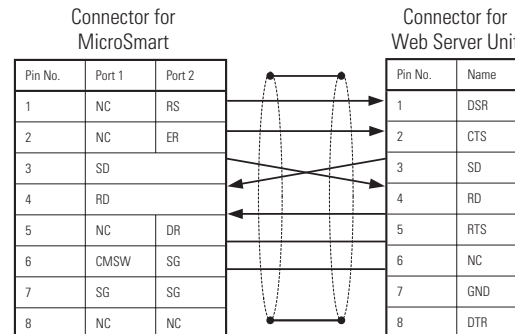 Connector for
MicroSmart
Connector for
Web Server Unit
Pin No. Port 1 Port 2
1 NC RS
2 NC ER
3 SD
4 RD
5 NC DR
6 CMSW SG
7 SG SG
8 NC NC
Pin No. Name
1 DSR
2 CTS
3 SD
4 RD
5 RTS
6 NC
7 GND
8 DTR